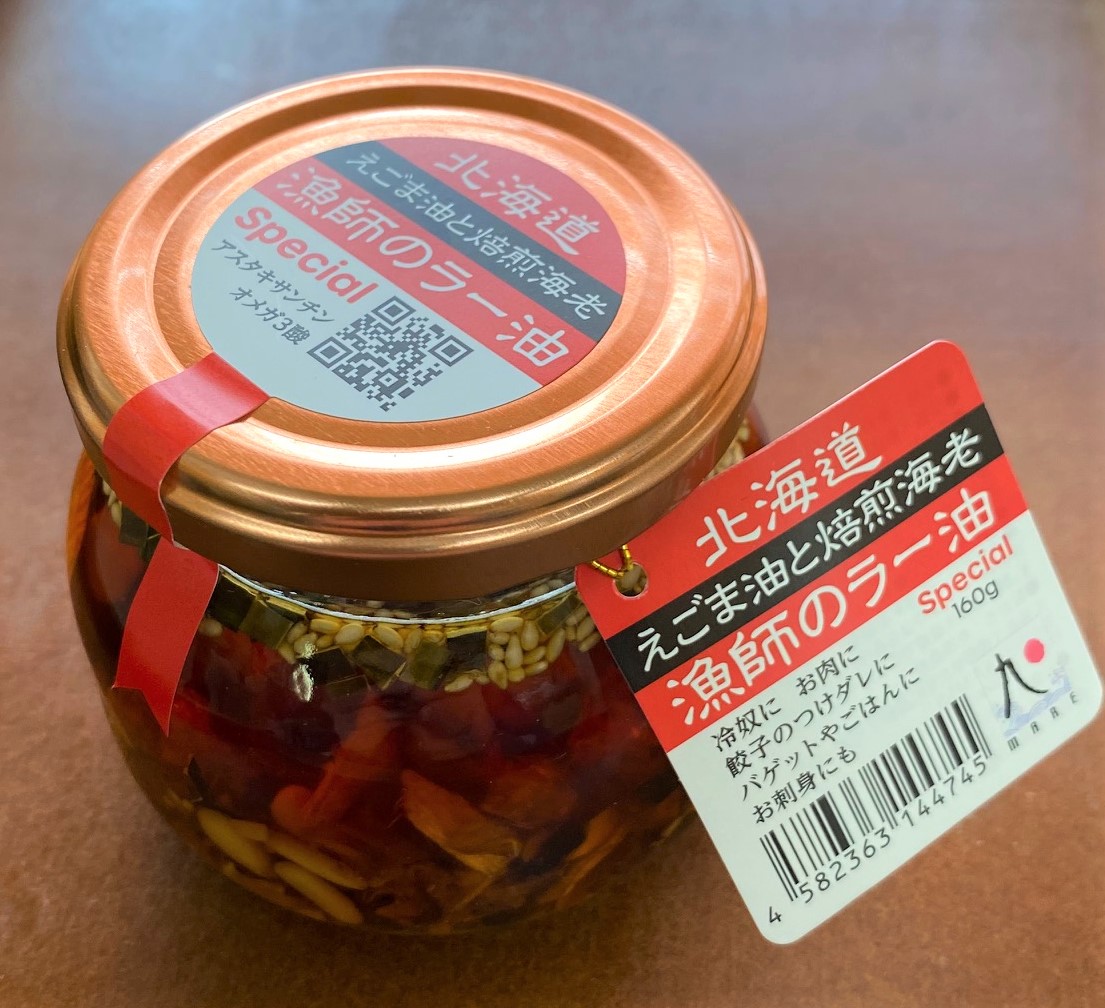 北海道
えごま油と焙煎海老
漁師のラー油
Special
アスタキサンチン
オメガ3酸
北海道
えごま油と焙煎海老
漁師のラー油
Special
160g
冷奴に お肉に
餃子のつけダレに
バゲットやごはんに
お刺身にも
九
MARE
4 582363 144745